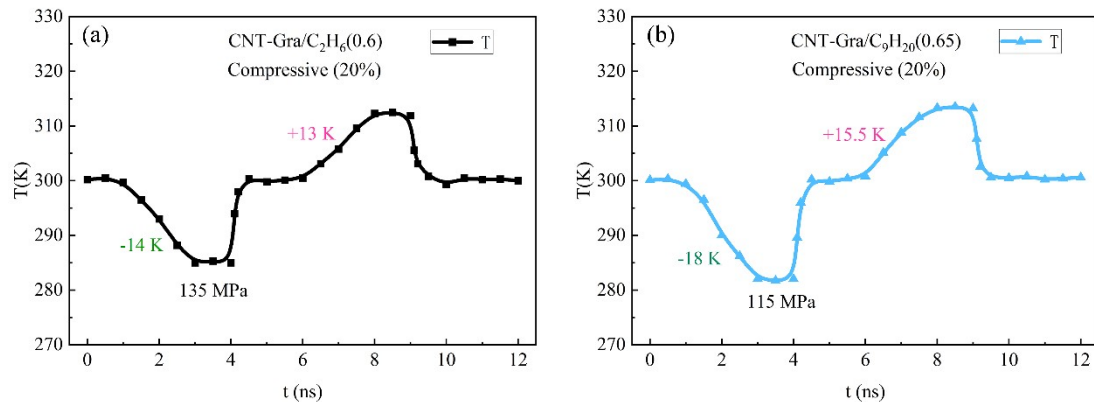 (a)
CNT-Gra/C₂H₆(0.6)
Compressive (20%)
T
+13 K
-14 K
135 MPa
T(K)
330
320
310
300
290
280
270
0 2 4 6 8 10 12
t (ns)
(b)
CNT-Gra/C₉H₂₀(0.65)
Compressive (20%)
T
+15.5 K
-18 K
115 MPa
T(K)
330
320
310
300
290
280
270
0 2 4 6 8 10 12
t (ns)